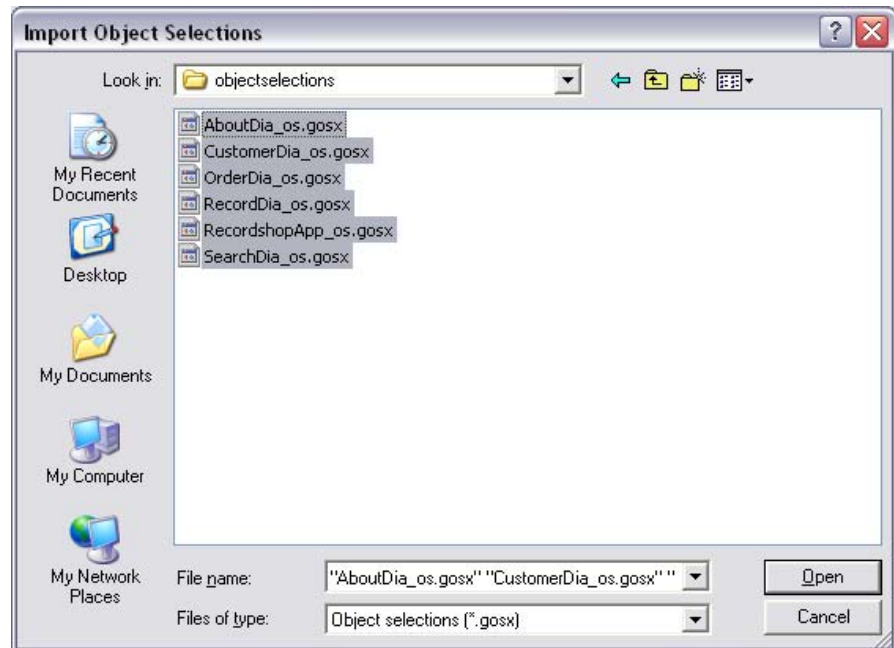 Import Object Selections
Look in: objectselections
My Recent
Documents
Desktop
My Documents
My Computer
My Network
Places
AboutDia_os.gosx
CustomerDia_os.gosx
OrderDia_os.gosx
RecordDia_os.gosx
RecordshopApp_os.gosx
SearchDia_os.gosx
File name: "AboutDia_os.gosx" "CustomerDia_os.gosx" "
Open
Files of type: Object selections (*.gosx)
Cancel